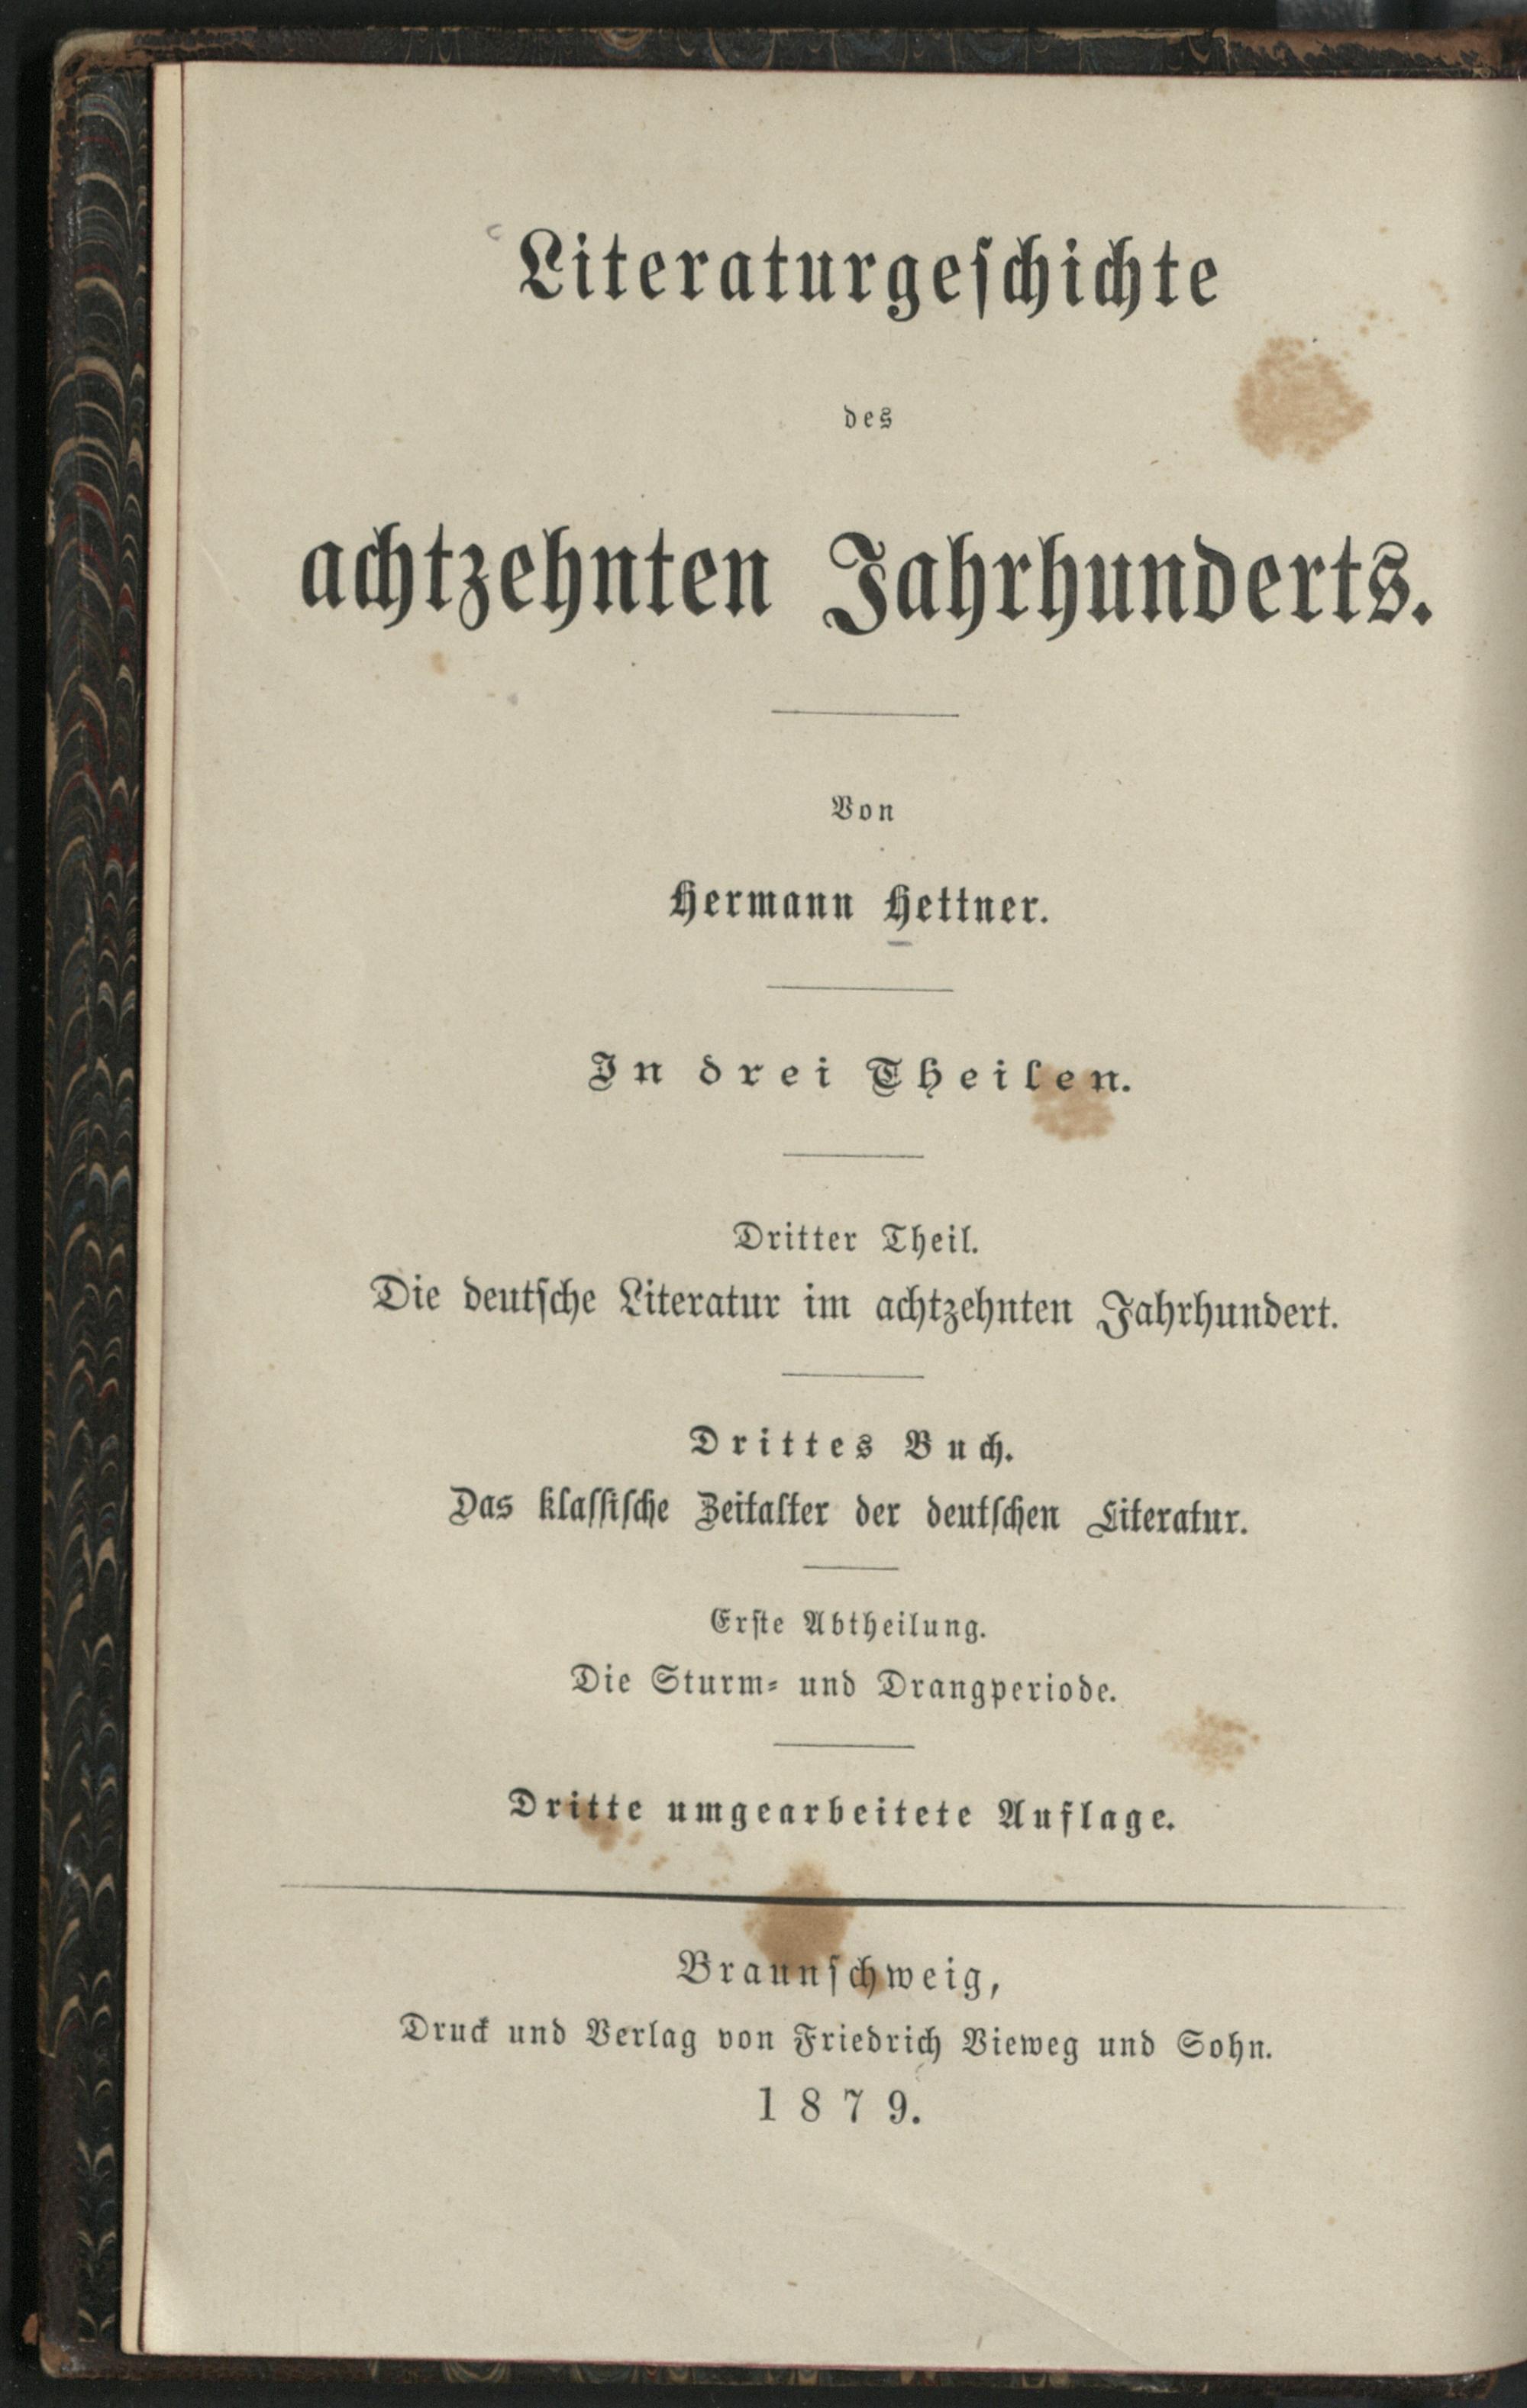 Literaturgeschichte
des
achtzehnten Jahrhunderts.
Von
Hermann Hettner.
In drei Theilen.
Dritter Theil.
Die deutsche Literatur im achtzehnten Jahrhundert.
Drittes Buch.
Das klassische Zeitalter der deutschen Literatur.
Erste Abtheilung.
Die Sturm- und Drangperiode.
Dritte umgearbeitete Auflage.
Braunschweig,
Druck und Verlag von Friedrich Vieweg und Sohn.
1879.